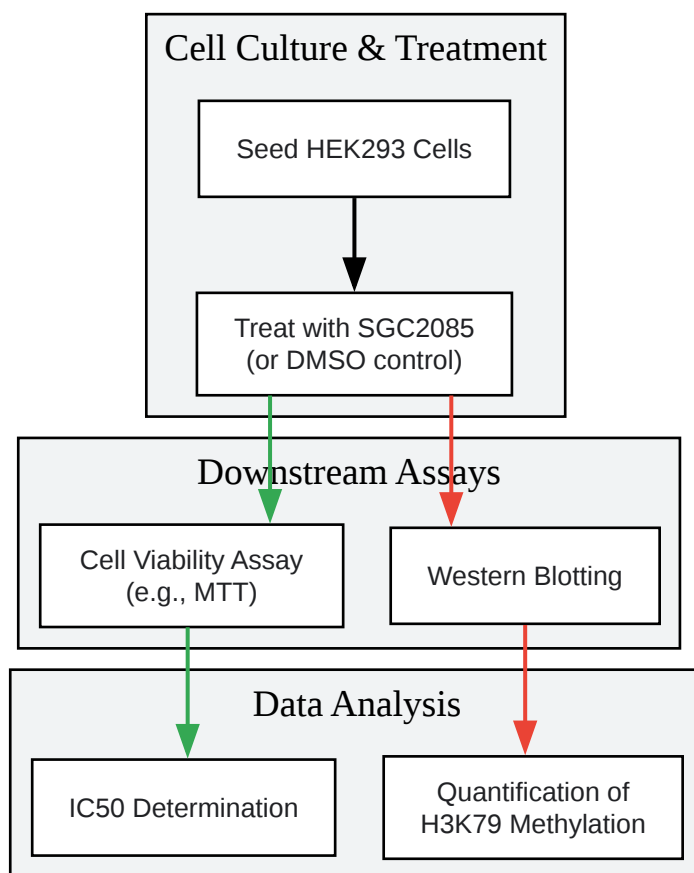 Cell Culture & Treatment
Seed HEK293 Cells
Treat with SGC2085
(or DMSO control)
Downstream Assays
Cell Viability Assay
(e.g., MTT)
Western Blotting
Data Analysis
IC50 Determination
Quantification of
H3K79 Methylation